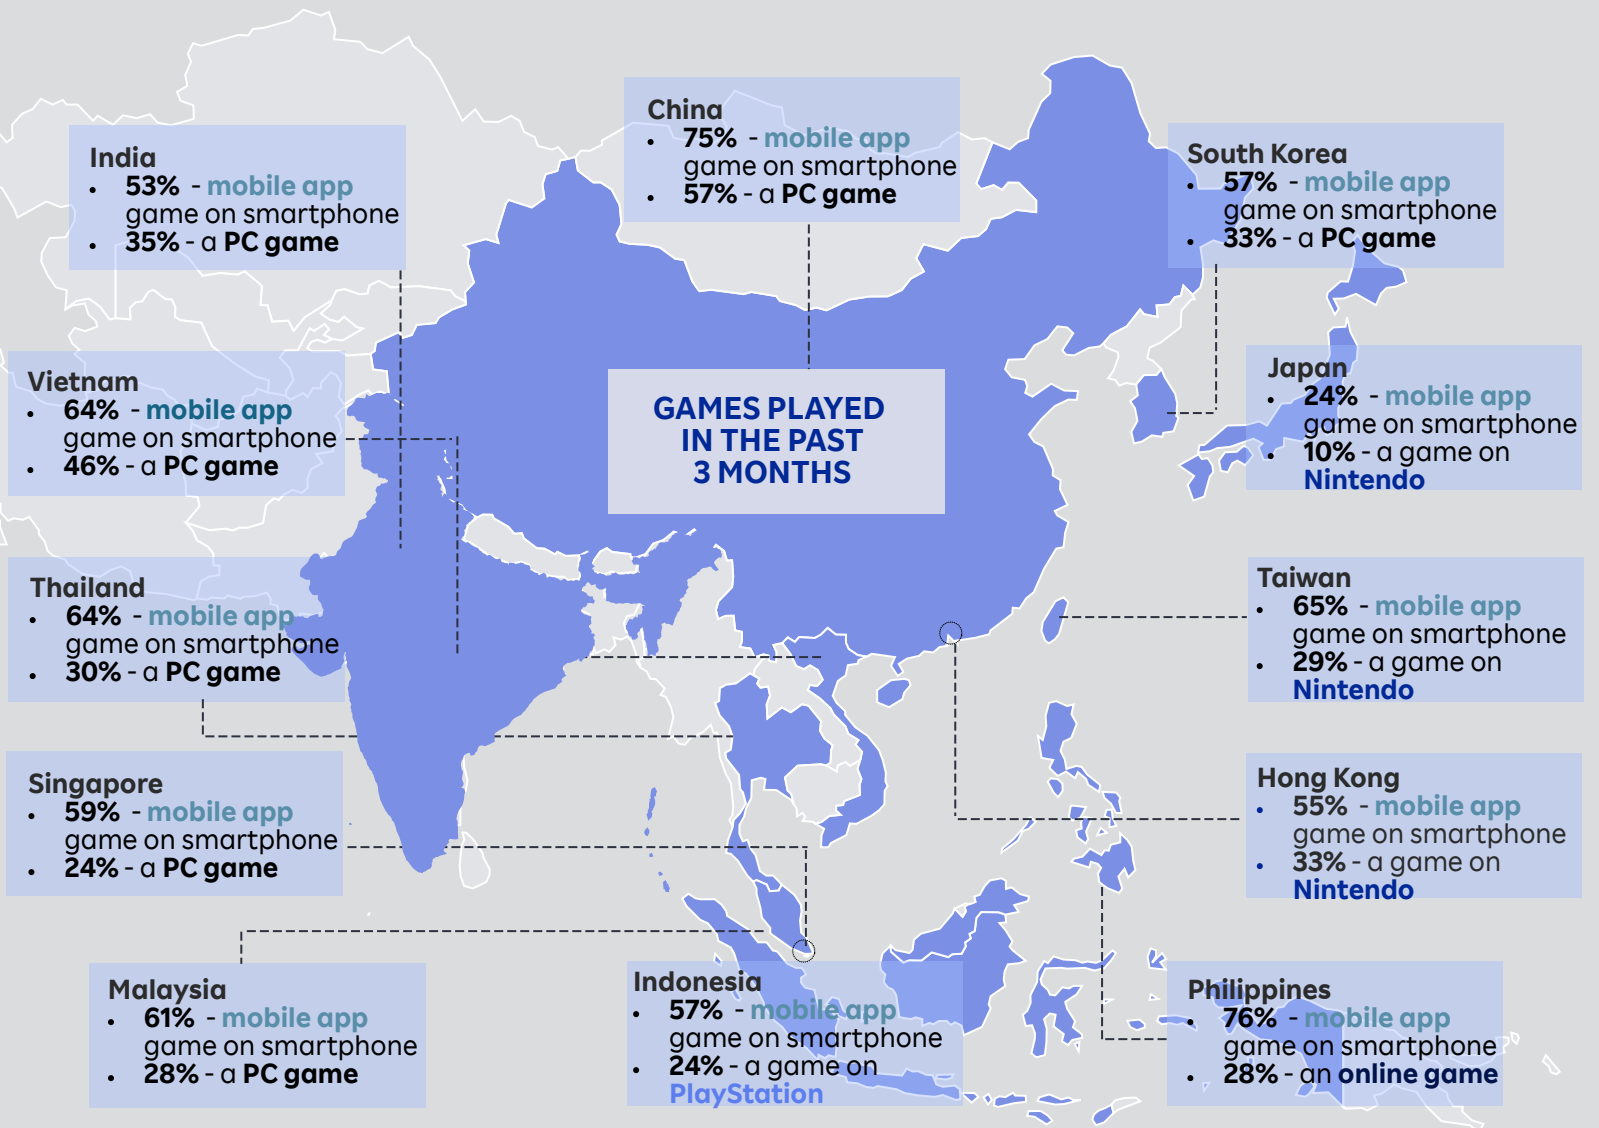 GAMES PLAYED
IN THE PAST
3 MONTHS
China
• 75% - mobile app
game on smartphone
• 57% - a PC game
India
• 53% - mobile app
game on smartphone
• 35% - a PC game
South Korea
• 57% - mobile app
game on smartphone
• 33% - a PC game
Vietnam
• 64% - mobile app
game on smartphone
• 46% - a PC game
Japan
• 24% - mobile app
game on smartphone
• 10% - a game on
Nintendo
Thailand
• 64% - mobile app
game on smartphone
• 30% - a PC game
Taiwan
• 65% - mobile app
game on smartphone
• 29% - a game on
Nintendo
Singapore
• 59% - mobile app
game on smartphone
• 24% - a PC game
Hong Kong
• 55% - mobile app
game on smartphone
• 33% - a game on
Nintendo
Malaysia
• 61% - mobile app
game on smartphone
• 28% - a PC game
Indonesia
• 57% - mobile app
game on smartphone
• 24% - a game on
PlayStation
Philippines
• 76% - mobile app
game on smartphone
• 28% - an online game